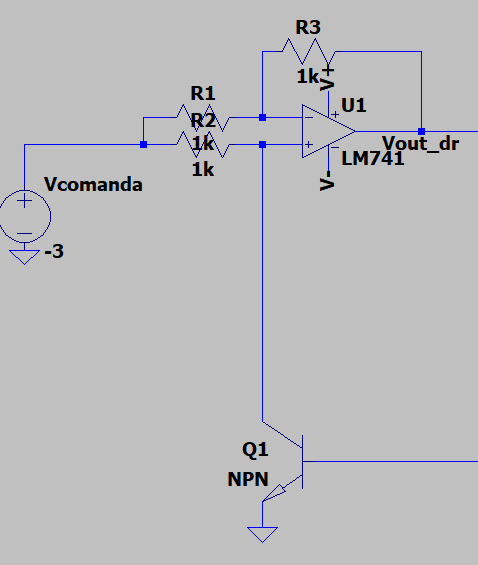 R3
1k
V+
R1
U1
R2
1k
Vout_dr
LM741
1k
V-
Vcomanda
-3
Q1
NPN